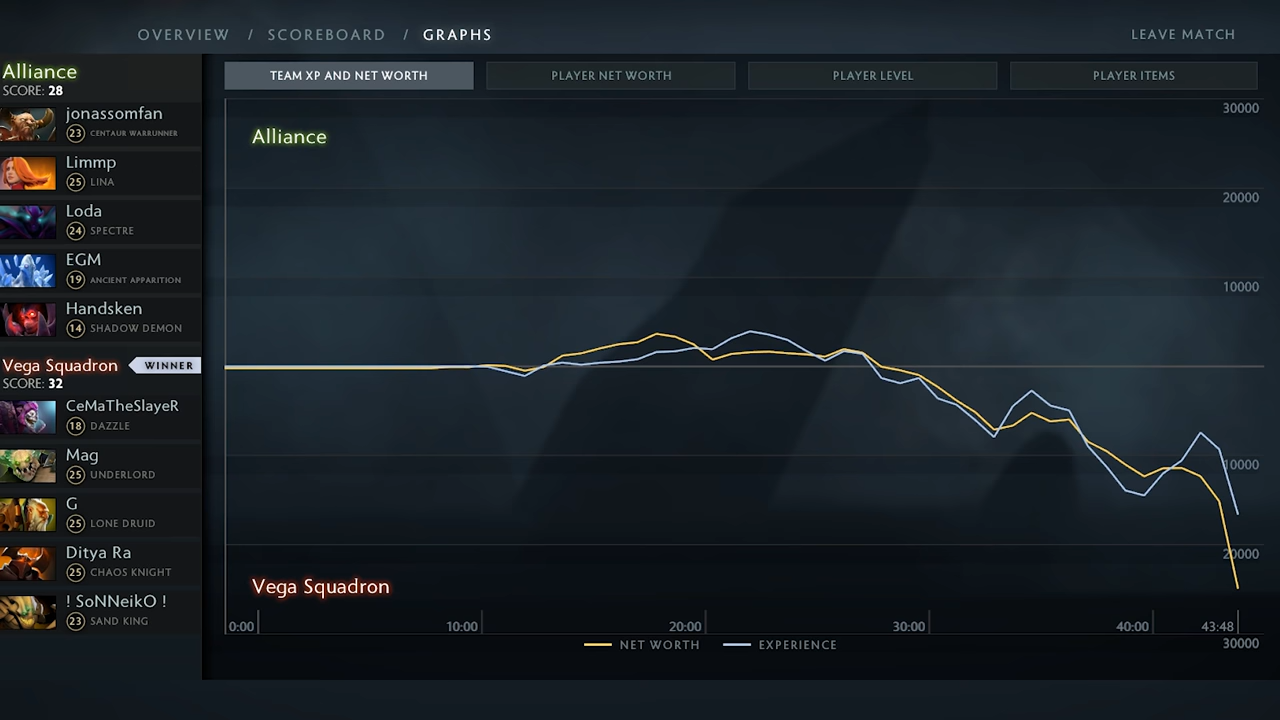 OVERVIEW / SCOREBOARD / GRAPHS
LEAVE MATCH
Alliance
SCORE: 28
jonassomfan
23 CENTAUR WARRUNNER
Limmp
25 LINA
Loda
24 SPECTRE
EGM
19 ANCIENT APPARITION
Handsken
14 SHADOW DEMON
Vega Squadron WINNER
SCORE: 32
CeMaTheSlayeR
18 DAZZLE
Mag
25 UNDERLORD
G
25 LONE DRUID
Ditya Ra
25 CHAOS KNIGHT
! SoNNeikO !
23 SAND KING
TEAM XP AND NET WORTH
PLAYER NET WORTH
PLAYER LEVEL
PLAYER ITEMS
30000
Alliance
20000
10000
10000
20000
Vega Squadron
0:00 10:00 20:00 30:00 40:00 43:48
30000
NET WORTH EXPERIENCE